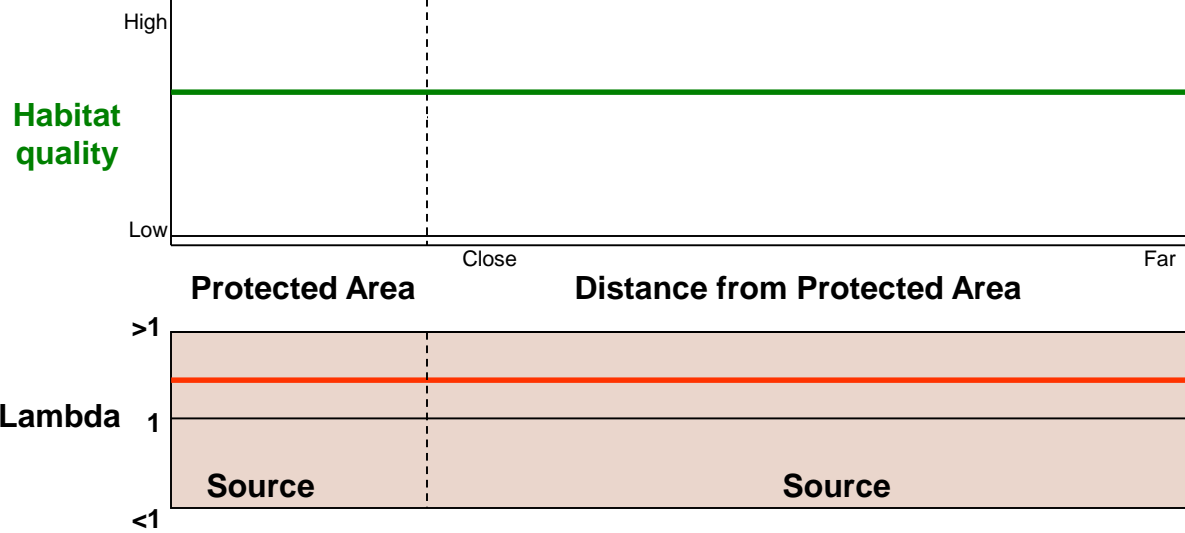 High
Habitat
quality
Low
Close
Far
Protected Area
Distance from Protected Area
>1
Lambda
1
Source
Source
<1